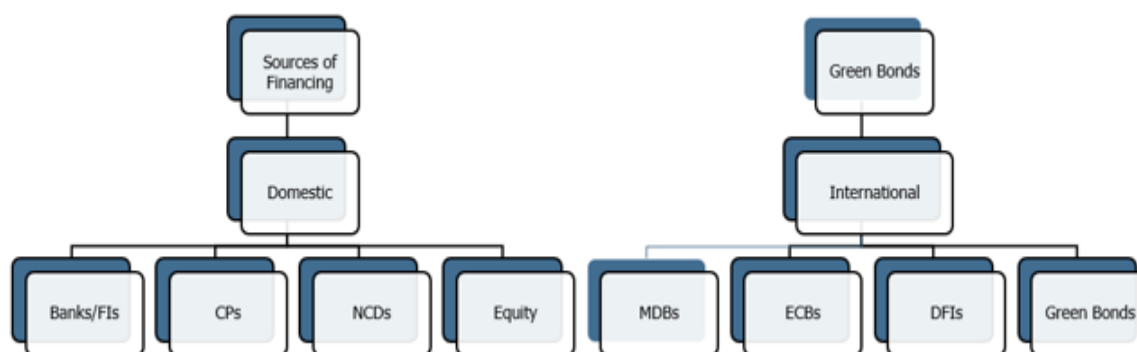 Sources of
Financing
Green Bonds
Domestic
International
Banks/FIs
CPs
NCDs
Equity
MDBs
ECBs
DFIs
Green Bonds